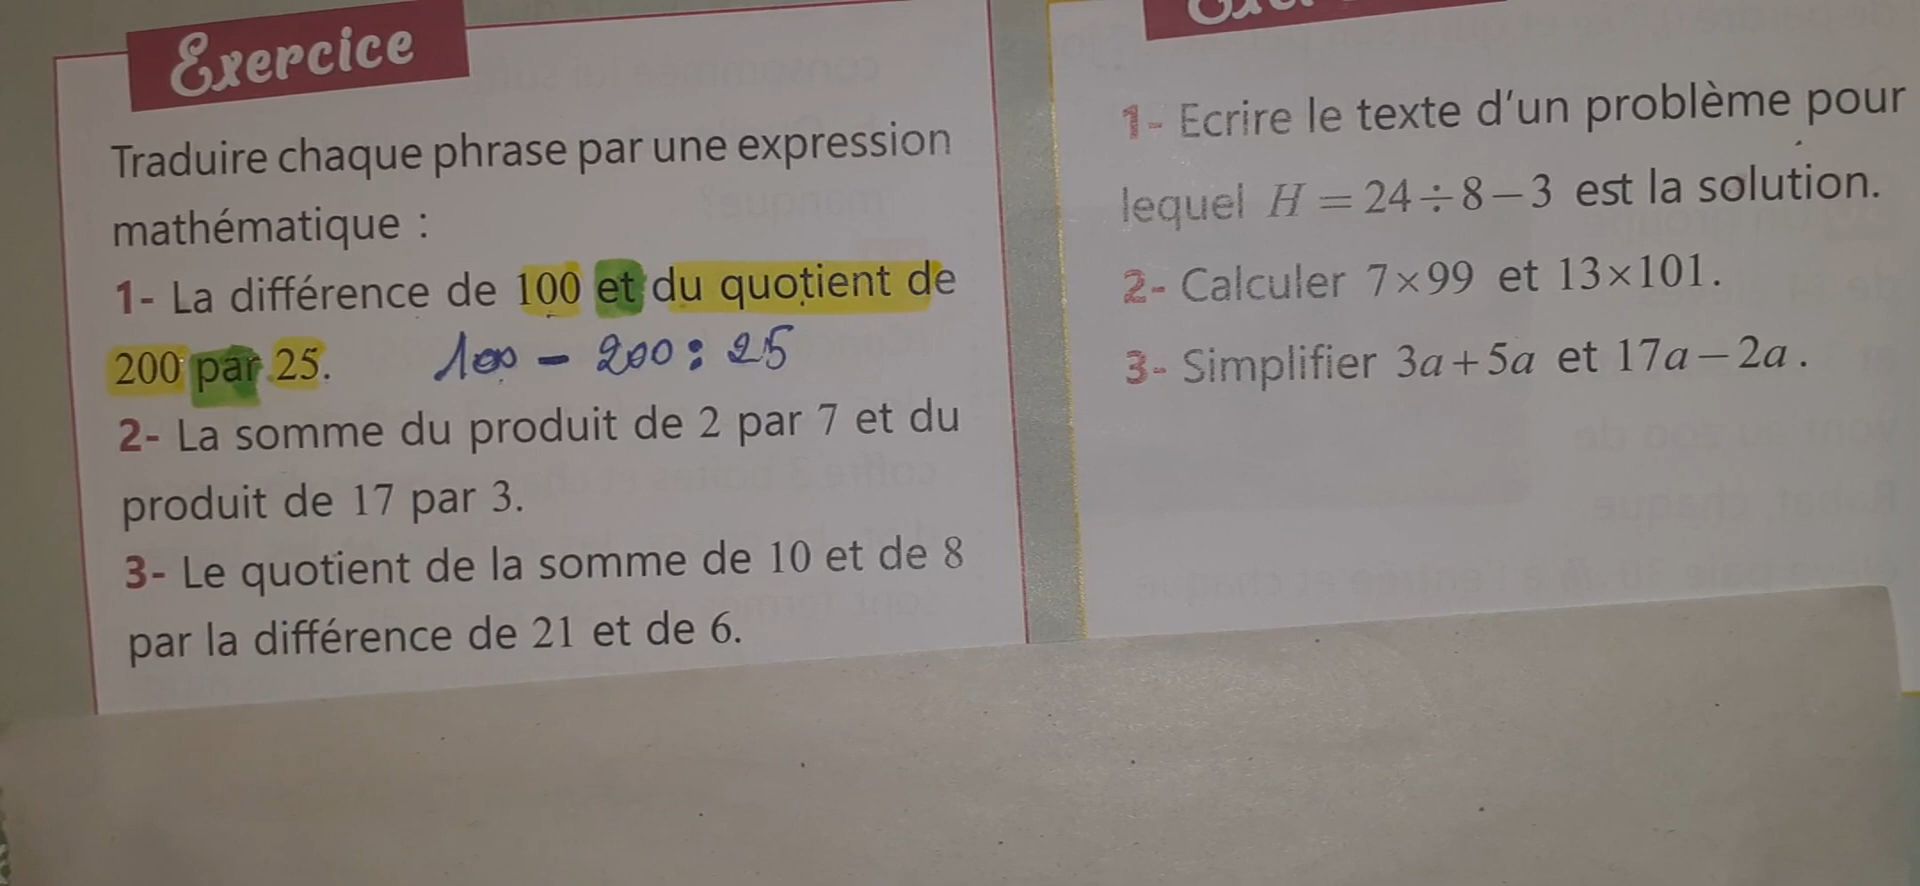 Exercice
Traduire chaque phrase par une expression
mathématique :
1- La différence de 100 et du quotient de
200 par 25. 100 - 200 : 25
2- La somme du produit de 2 par 7 et du
produit de 17 par 3.
3- Le quotient de la somme de 10 et de 8
par la différence de 21 et de 6.
1- Ecrire le texte d'un problème pour
lequel H = 24 ÷ 8 – 3 est la solution.
2- Calculer 7×99 et 13×101.
3- Simplifier 3a+5a et 17a–2a.